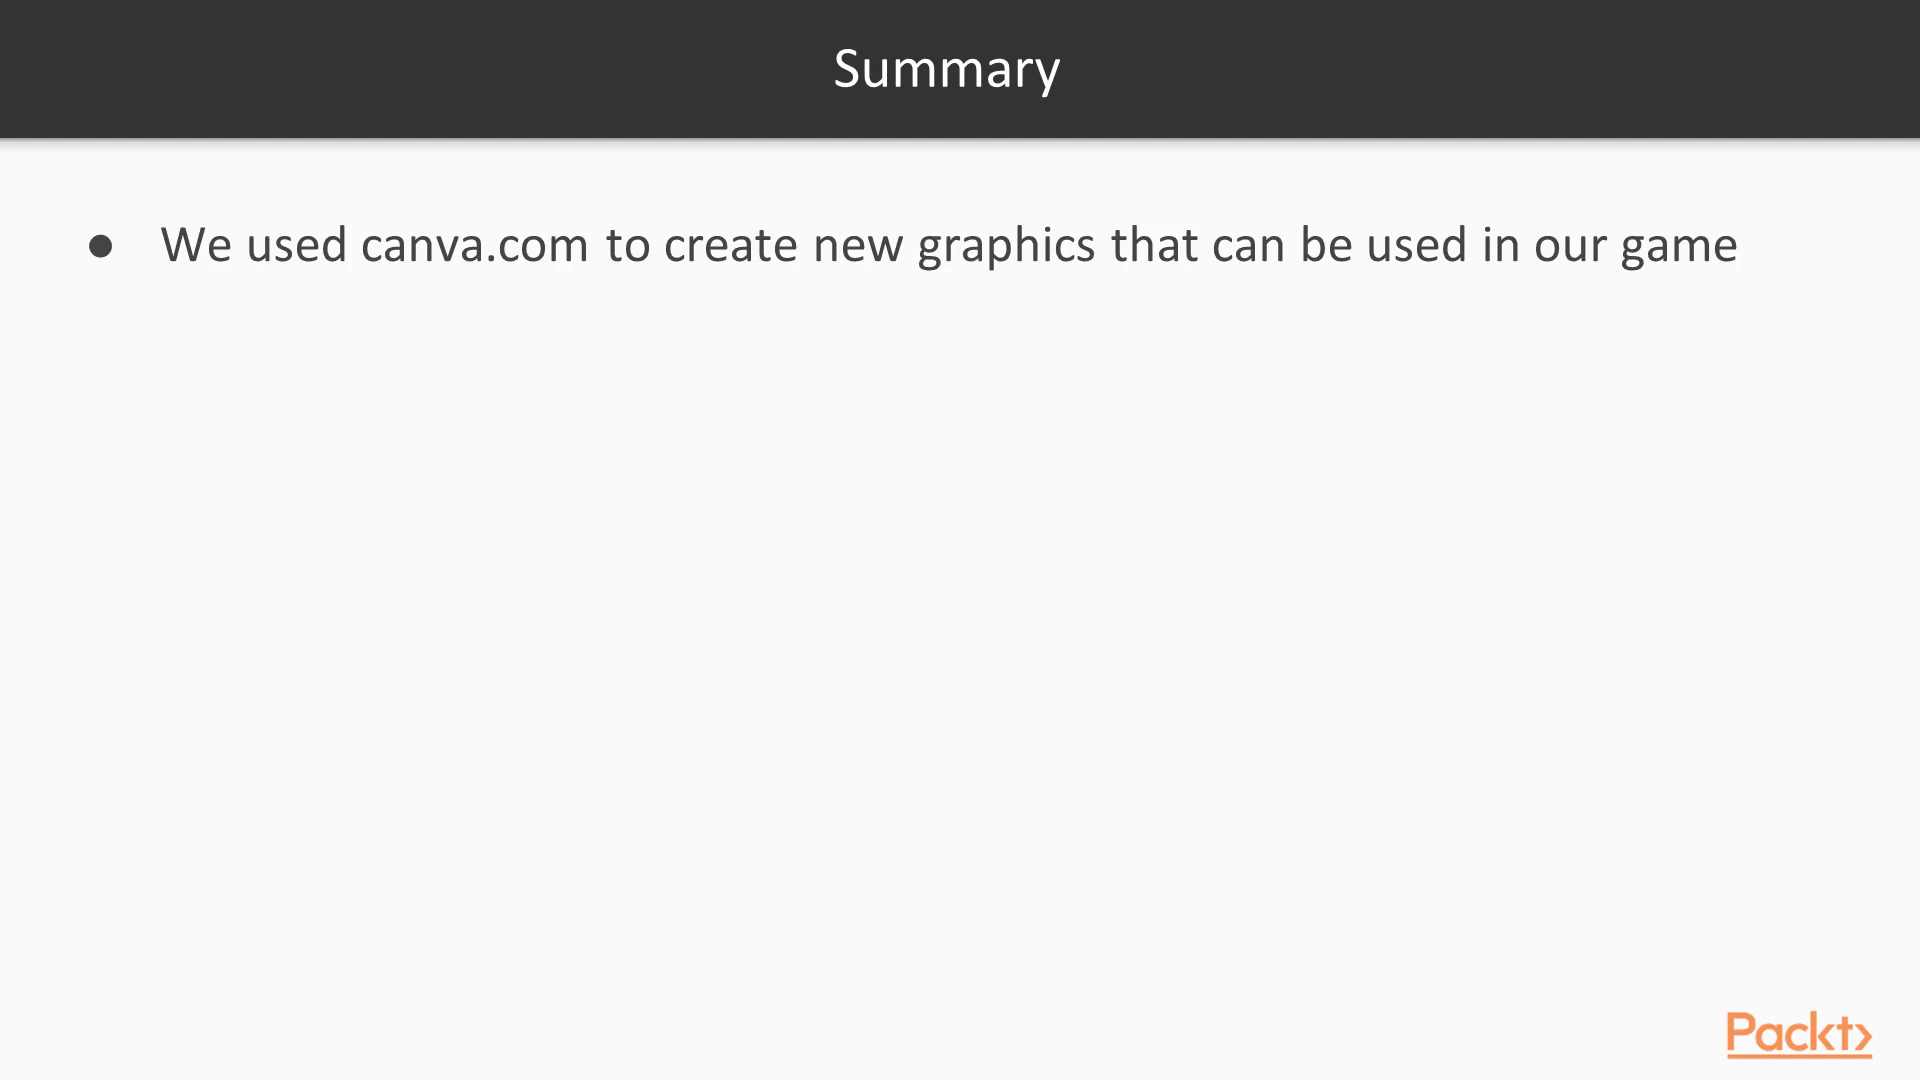 Summary
● We used canva.com to create new graphics that can be used in our game
Packt>